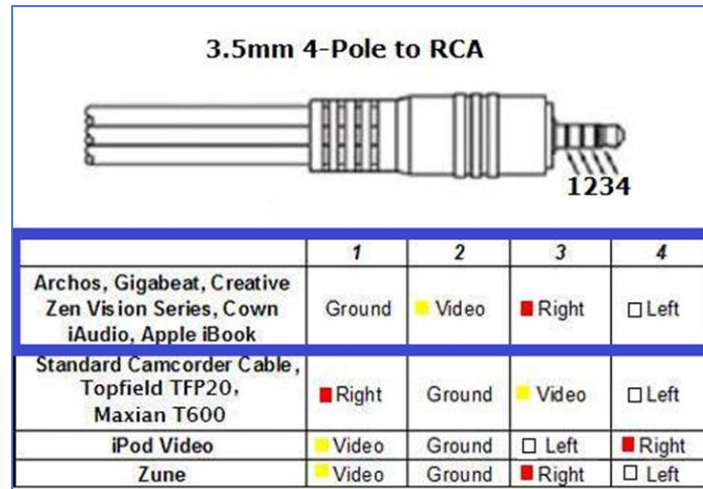 3.5mm 4-Pole to RCA
1234
1 2 3 4
Archos, Gigabeat, Creative
Zen Vision Series, Cown
iAudio, Apple iBook
Ground Video Right Left
Standard Camcorder Cable,
Topfield TFP20,
Maxian T600
Right Ground Video Left
iPod Video Video Ground Left Right
Zune Video Ground Right Left